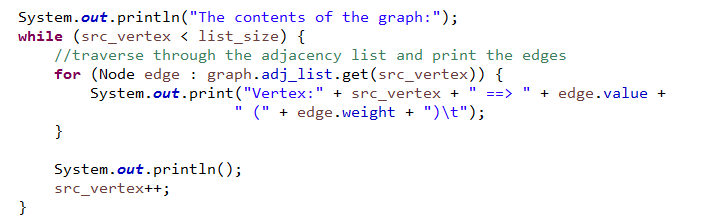 System.out.println("The contents of the graph:");
while (src_vertex < list_size) {
    //traverse through the adjacency list and print the edges
    for (Node edge : graph.adj_list.get(src_vertex)) {
        System.out.print("Vertex:" + src_vertex + " ==> " + edge.value +
                         " (" + edge.weight + ")\t");
    }

    System.out.println();
    src_vertex++;
}